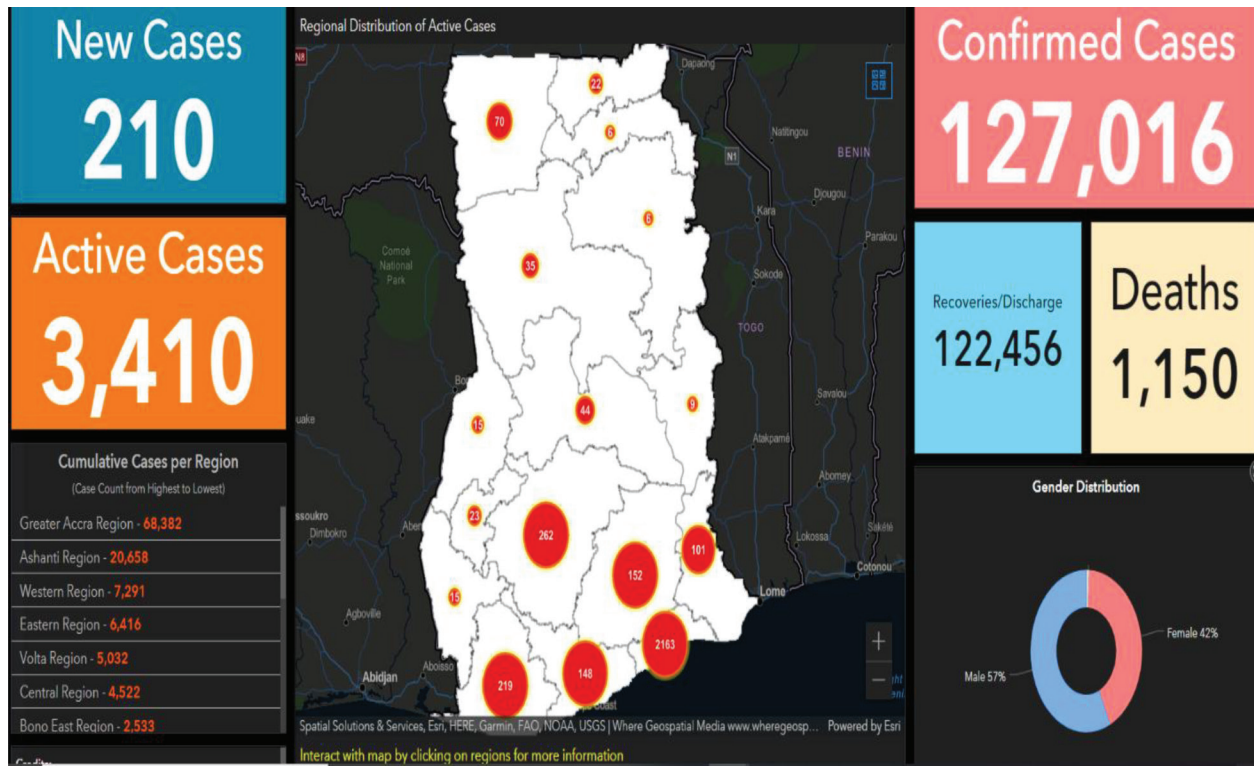 New Cases
210
Active Cases
3,410
Cumulative Cases per Region
(Case Count from Highest to Lowest)
Greater Accra Region - 68,382
Ashanti Region - 20,658
Western Region - 7,291
Eastern Region - 6,416
Volta Region - 5,032
Central Region - 4,522
Bono East Region - 2,533
Regional Distribution of Active Cases
N8
Dapaong
22
70
6
Natitingou
N1
BENIN
Djougou
Kara
6
Parakou
Comoé
National
Park
35
Sokode
TOGO
Savalou
9
44
15
Atakpamé
Abomey
23
262
Dimbokro
101
Lokossa
Sakété
152
Cotonou
15
Lome
Agboville
2163
148
219
Aboisso
Abidjan
+
−
Spatial Solutions & Services, Esri, HERE, Garmin, FAO, NOAA, USGS | Where Geospatial Media www.wheregeosp...
Powered by Esri
Interact with map by clicking on regions for more information
Confirmed Cases
127,016
Recoveries/Discharge
122,456
Deaths
1,150
Gender Distribution
Female 42%
Male 57%